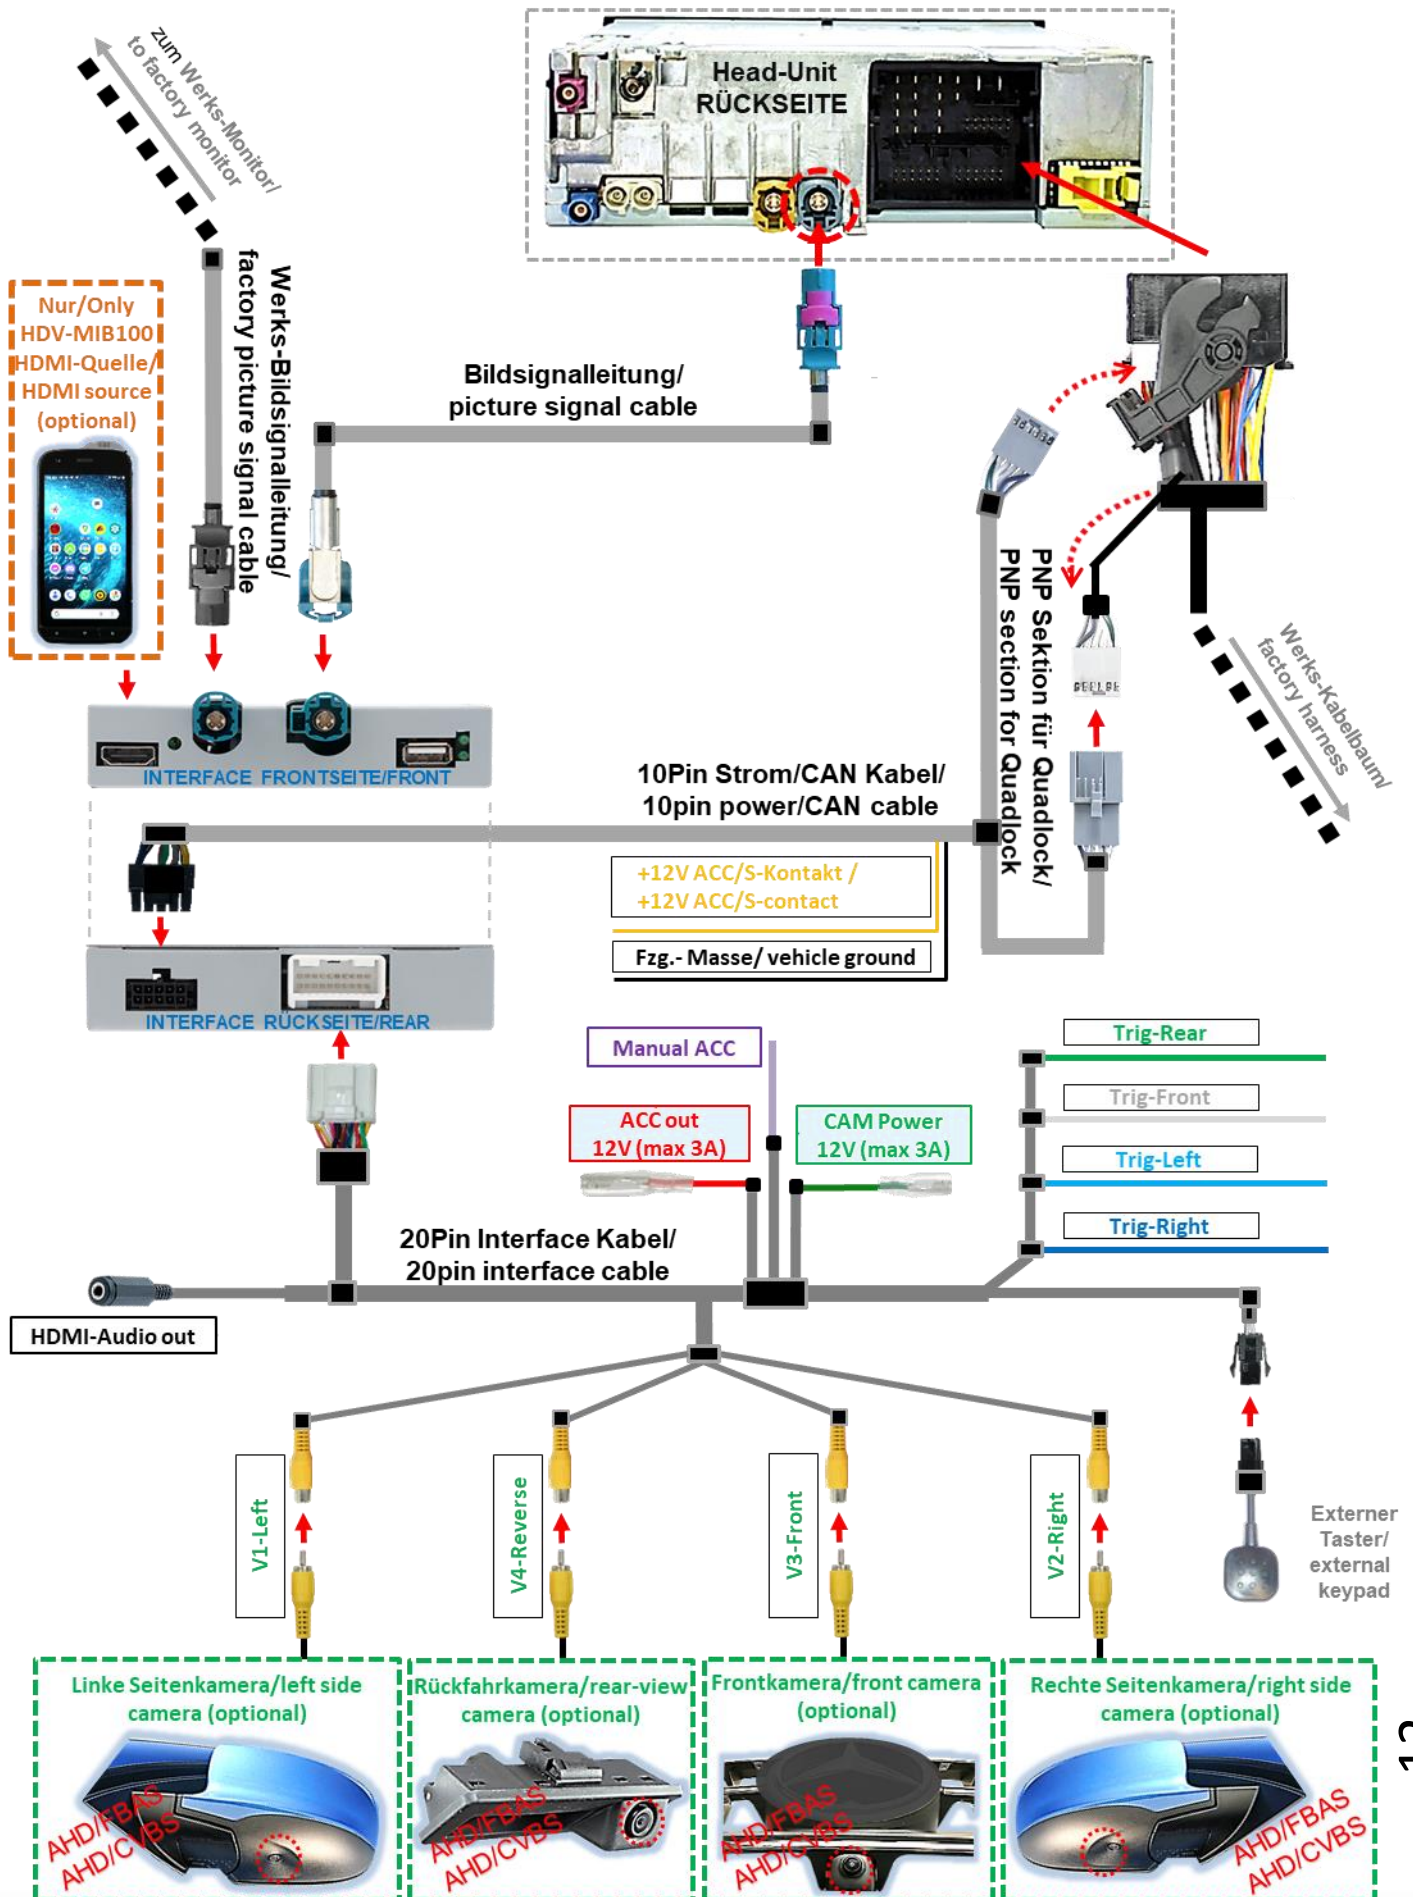 zum Werks-Monitor/
to factory monitor
Head-Unit
RÜCKSEITE
Nur/Only
HDV-MIB100
HDMI-Quelle/
HDMI source
(optional)
Werks-Bildsignalleitung/
factory picture signal cable
Bildsignalleitung/
picture signal cable
PNP Sektion für Quadlock/
PNP section for Quadlock
Werks-Kabelbaum/
factory harness
INTERFACE FRONTSEITE/FRONT
10Pin Strom/CAN Kabel/
10pin power/CAN cable
+12V ACC/S-Kontakt /
+12V ACC/S-contact
Fzg.- Masse/ vehicle ground
INTERFACE RÜCKSEITE/REAR
Manual ACC
ACC out
12V (max 3A)
CAM Power
12V (max 3A)
Trig-Rear
Trig-Front
Trig-Left
Trig-Right
20Pin Interface Kabel/
20pin interface cable
HDMI-Audio out
V1-Left
V4-Reverse
V3-Front
V2-Right
Externer
Taster/
external
keypad
Linke Seitenkamera/left side
camera (optional)
AHD/FBAS
AHD/CVBS
Rückfahrkamera/rear-view
camera (optional)
AHD/FBAS
AHD/CVBS
Frontkamera/front camera
(optional)
AHD/FBAS
AHD/CVBS
Rechte Seitenkamera/right side
camera (optional)
AHD/FBAS
AHD/CVBS